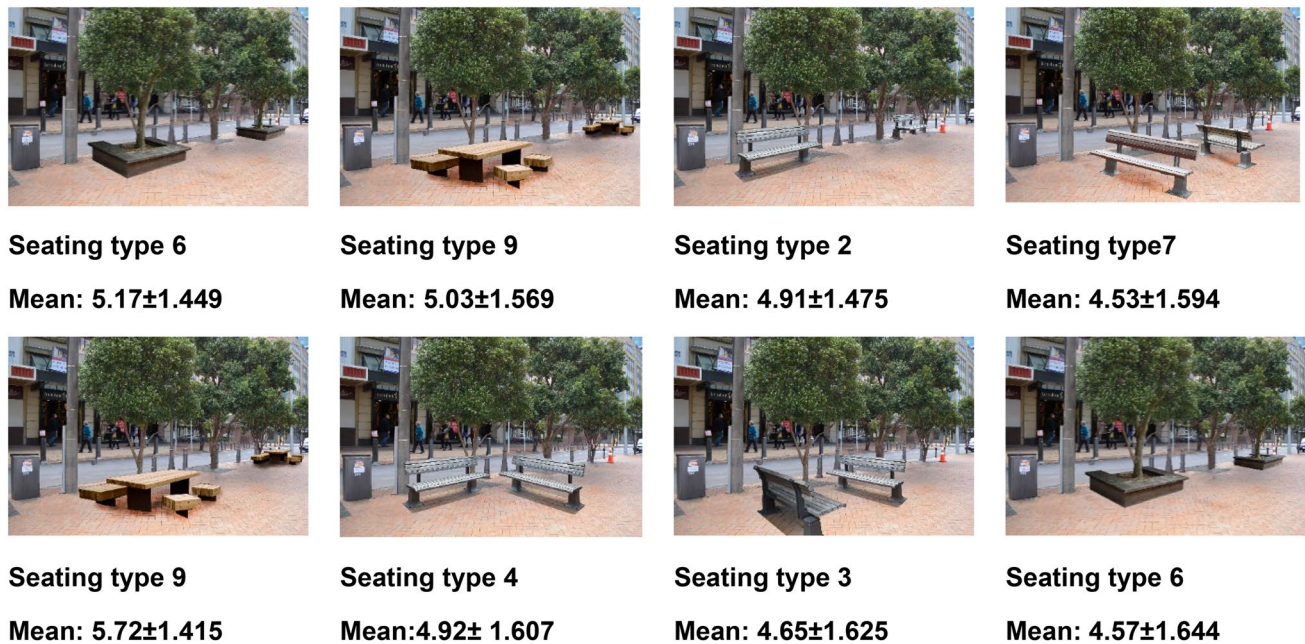 Seating type 6
Seating type 9
Seating type 2
Seating type7
Mean: 5.17±1.449
Mean: 5.03±1.569
Mean: 4.91±1.475
Mean: 4.53±1.594
Seating type 9
Seating type 4
Seating type 3
Seating type 6
Mean: 5.72±1.415
Mean:4.92± 1.607
Mean: 4.65±1.625
Mean: 4.57±1.644